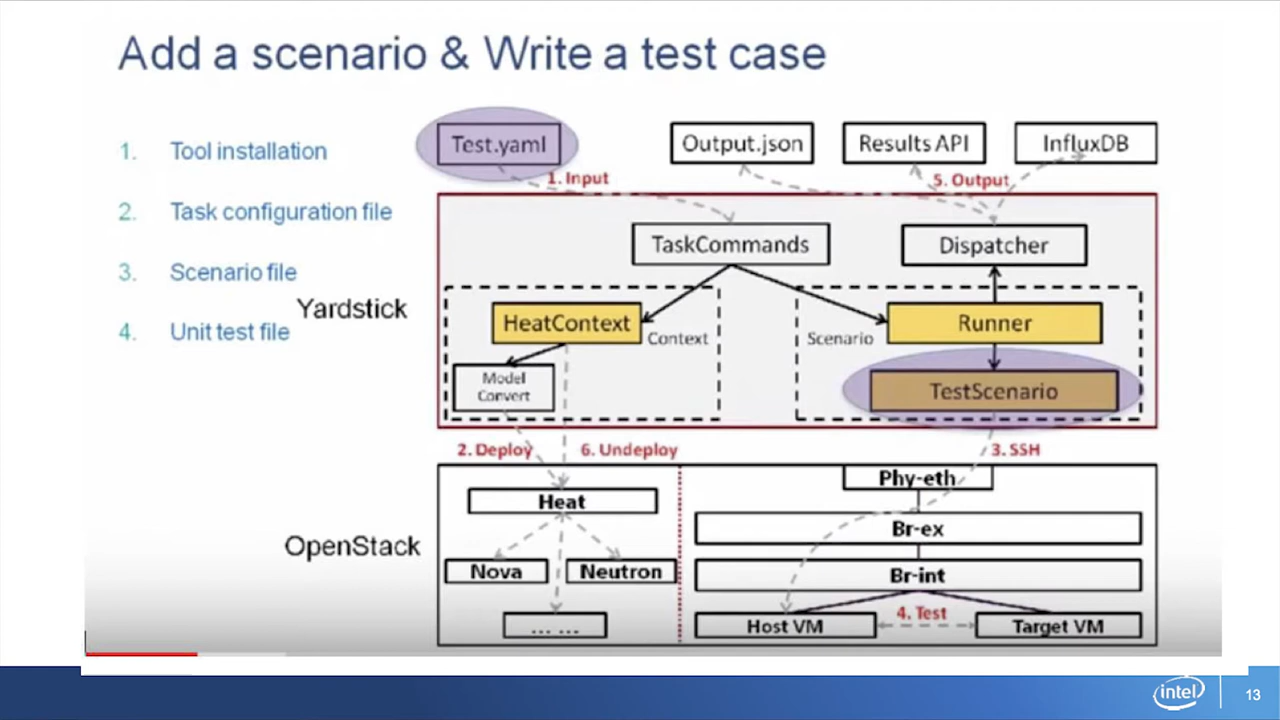 Add a scenario & Write a test case
1. Tool installation
2. Task configuration file
3. Scenario file
4. Unit test file
Test.yaml
Output.json
Results API
InfluxDB
1. Input
5. Output
TaskCommands
Dispatcher
Yardstick
HeatContext
Context
Scenario
Runner
Model
Convert
TestScenario
2. Deploy
6. Undeploy
3. SSH
Phy-eth
Heat
Br-ex
OpenStack
Nova
Neutron
Br-int
... ...
Host VM
4. Test
Target VM
intel
13